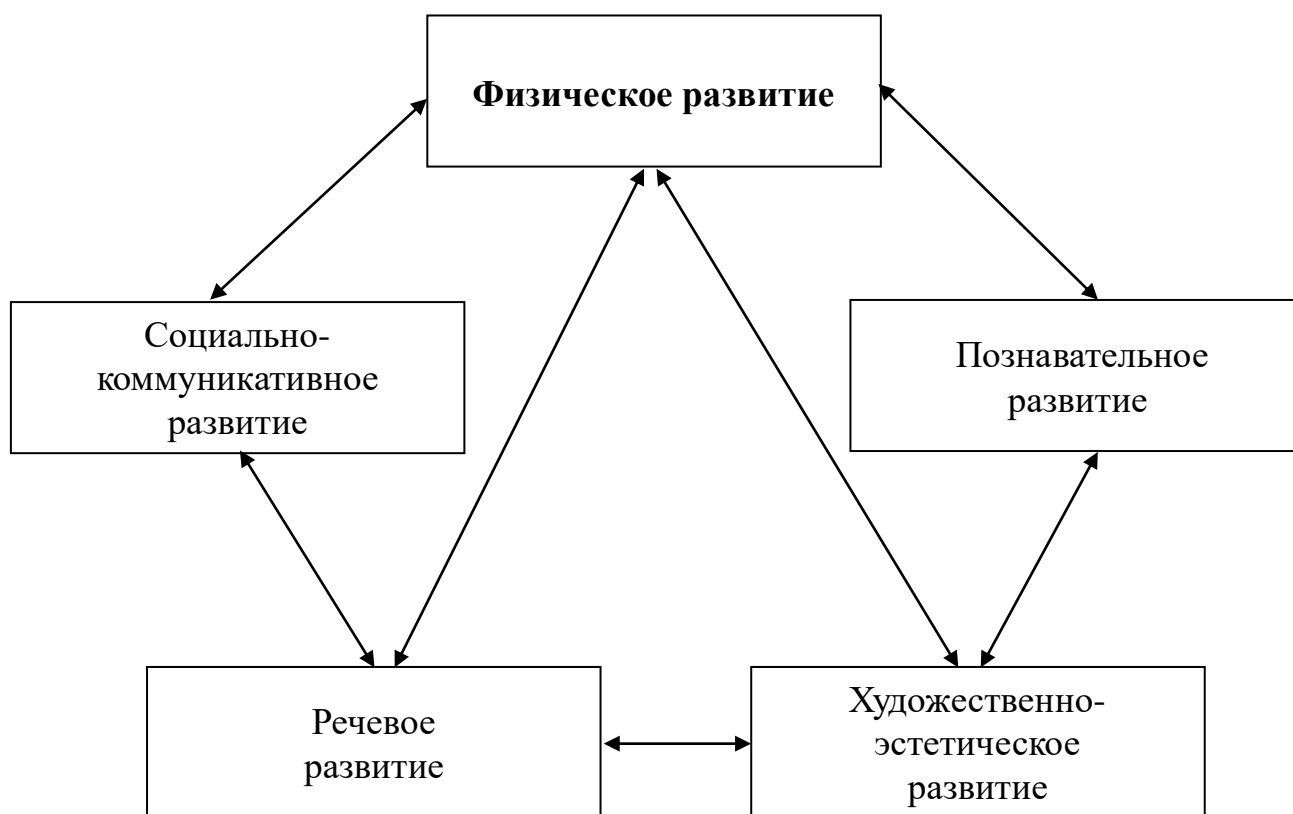 Физическое развитие
Социально-
коммуникативное
развитие
Познавательное
развитие
Речевое
развитие
Художественно-
эстетическое
развитие